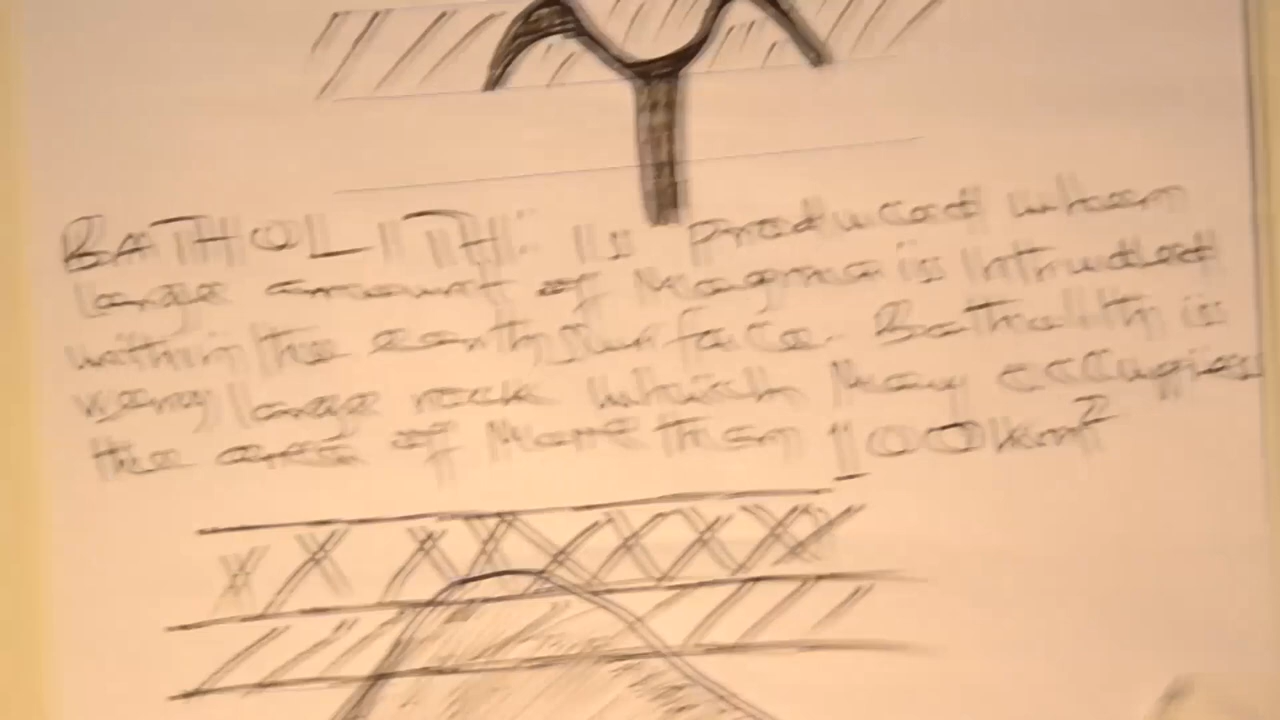 BATHOLITH: Is produced when
large amount of Magma is Intruded
within the earth surface. Batholith is
very large rock which May occupies
the area of More Than 100km²